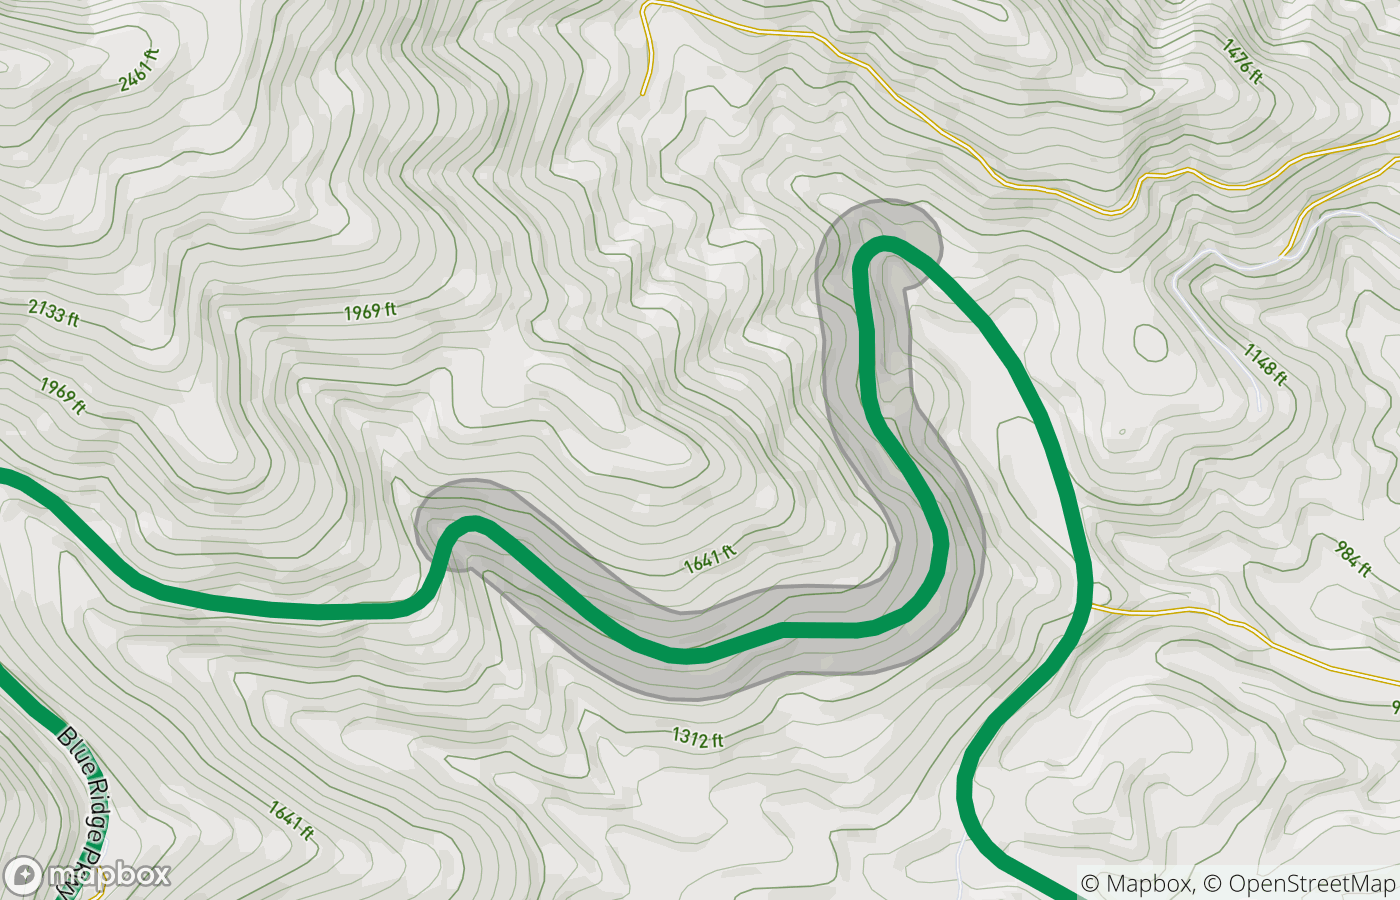 2461 ft
1476 ft
2133 ft
1969 ft
1969 ft
1148 ft
1641 ft
984 ft
1312 ft
Blue Ridge Pkwy
1641 ft
mapbox
© Mapbox, © OpenStreetMap